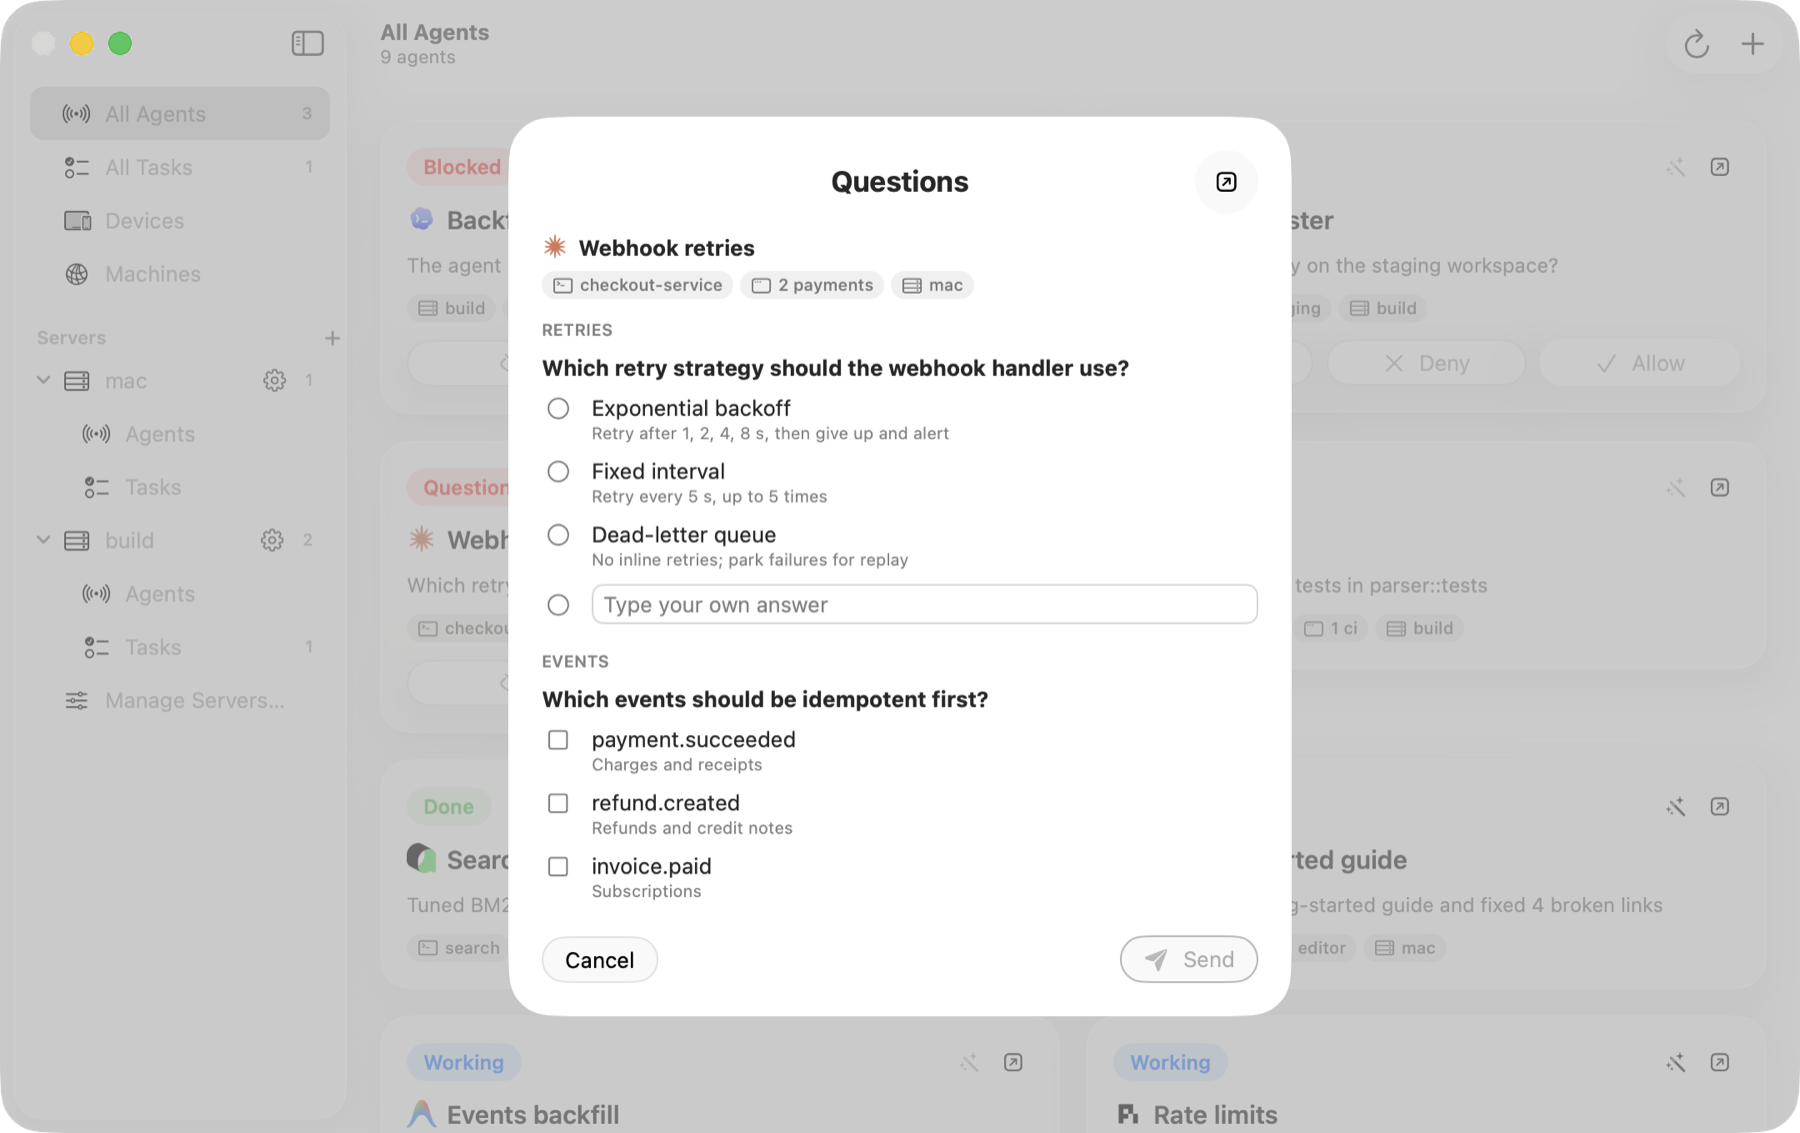 All Agents
9 agents
All Agents 3
All Tasks 1
Devices
Machines
Servers
mac 1
Agents
Tasks
build 2
Agents
Tasks 1
Manage Servers...
Blocked
The agent
build
ster
y on the staging workspace?
build
Deny
Allow
Question
Which retry
tests in parser::tests
1 ci
build
Done
Tuned BM2
search
rted guide
g-started guide and fixed 4 broken links
editor
mac
Working
Events backfill
Working
Rate limits
Questions
Webhook retries
checkout-service
2 payments
mac
RETRIES
Which retry strategy should the webhook handler use?
Exponential backoff
Retry after 1, 2, 4, 8 s, then give up and alert
Fixed interval
Retry every 5 s, up to 5 times
Dead-letter queue
No inline retries; park failures for replay
Type your own answer
EVENTS
Which events should be idempotent first?
payment.succeeded
Charges and receipts
refund.created
Refunds and credit notes
invoice.paid
Subscriptions
Cancel
Send